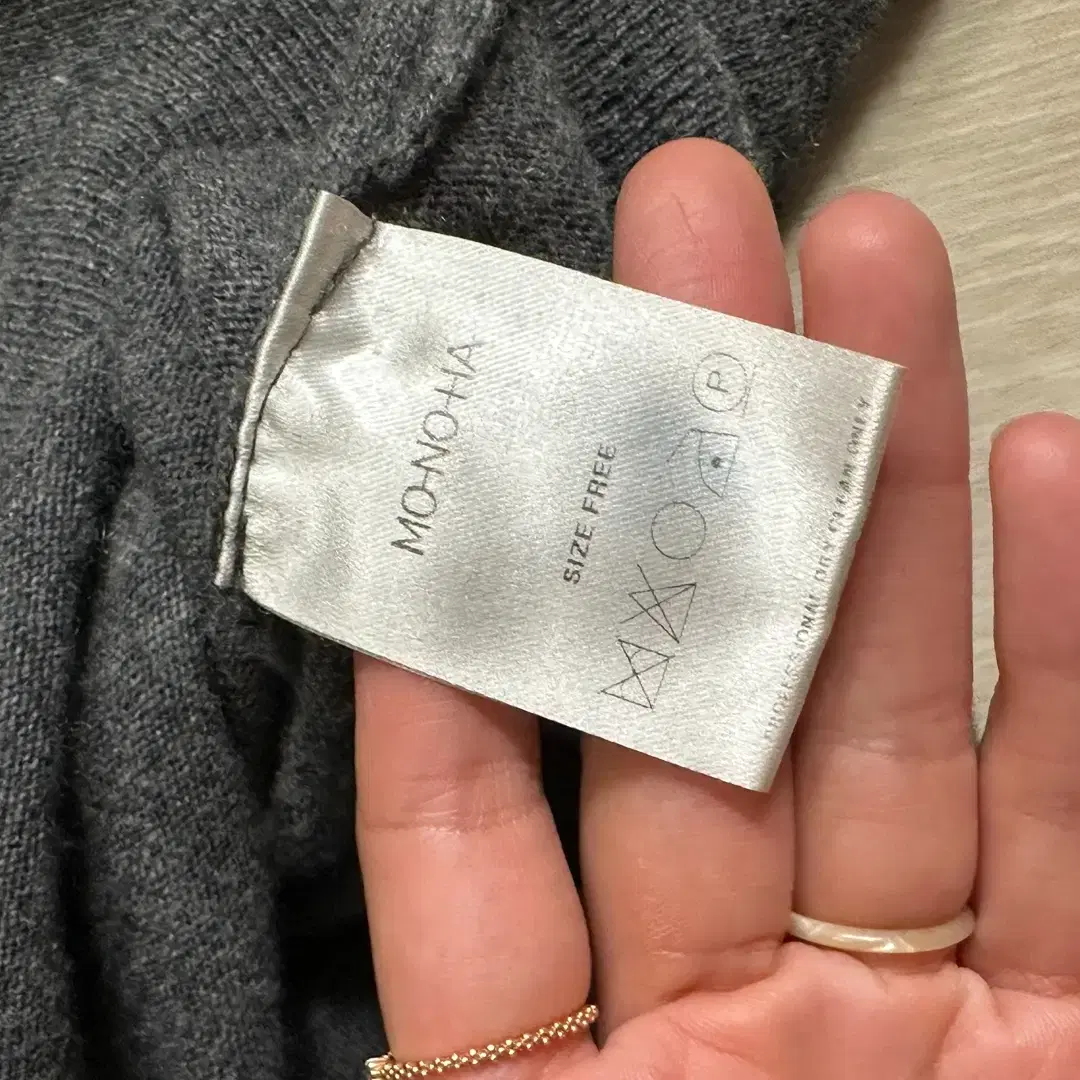 MO-NO-HA
SIZE FREE
P
PROFESSIONAL DRY CLEAN ONLY